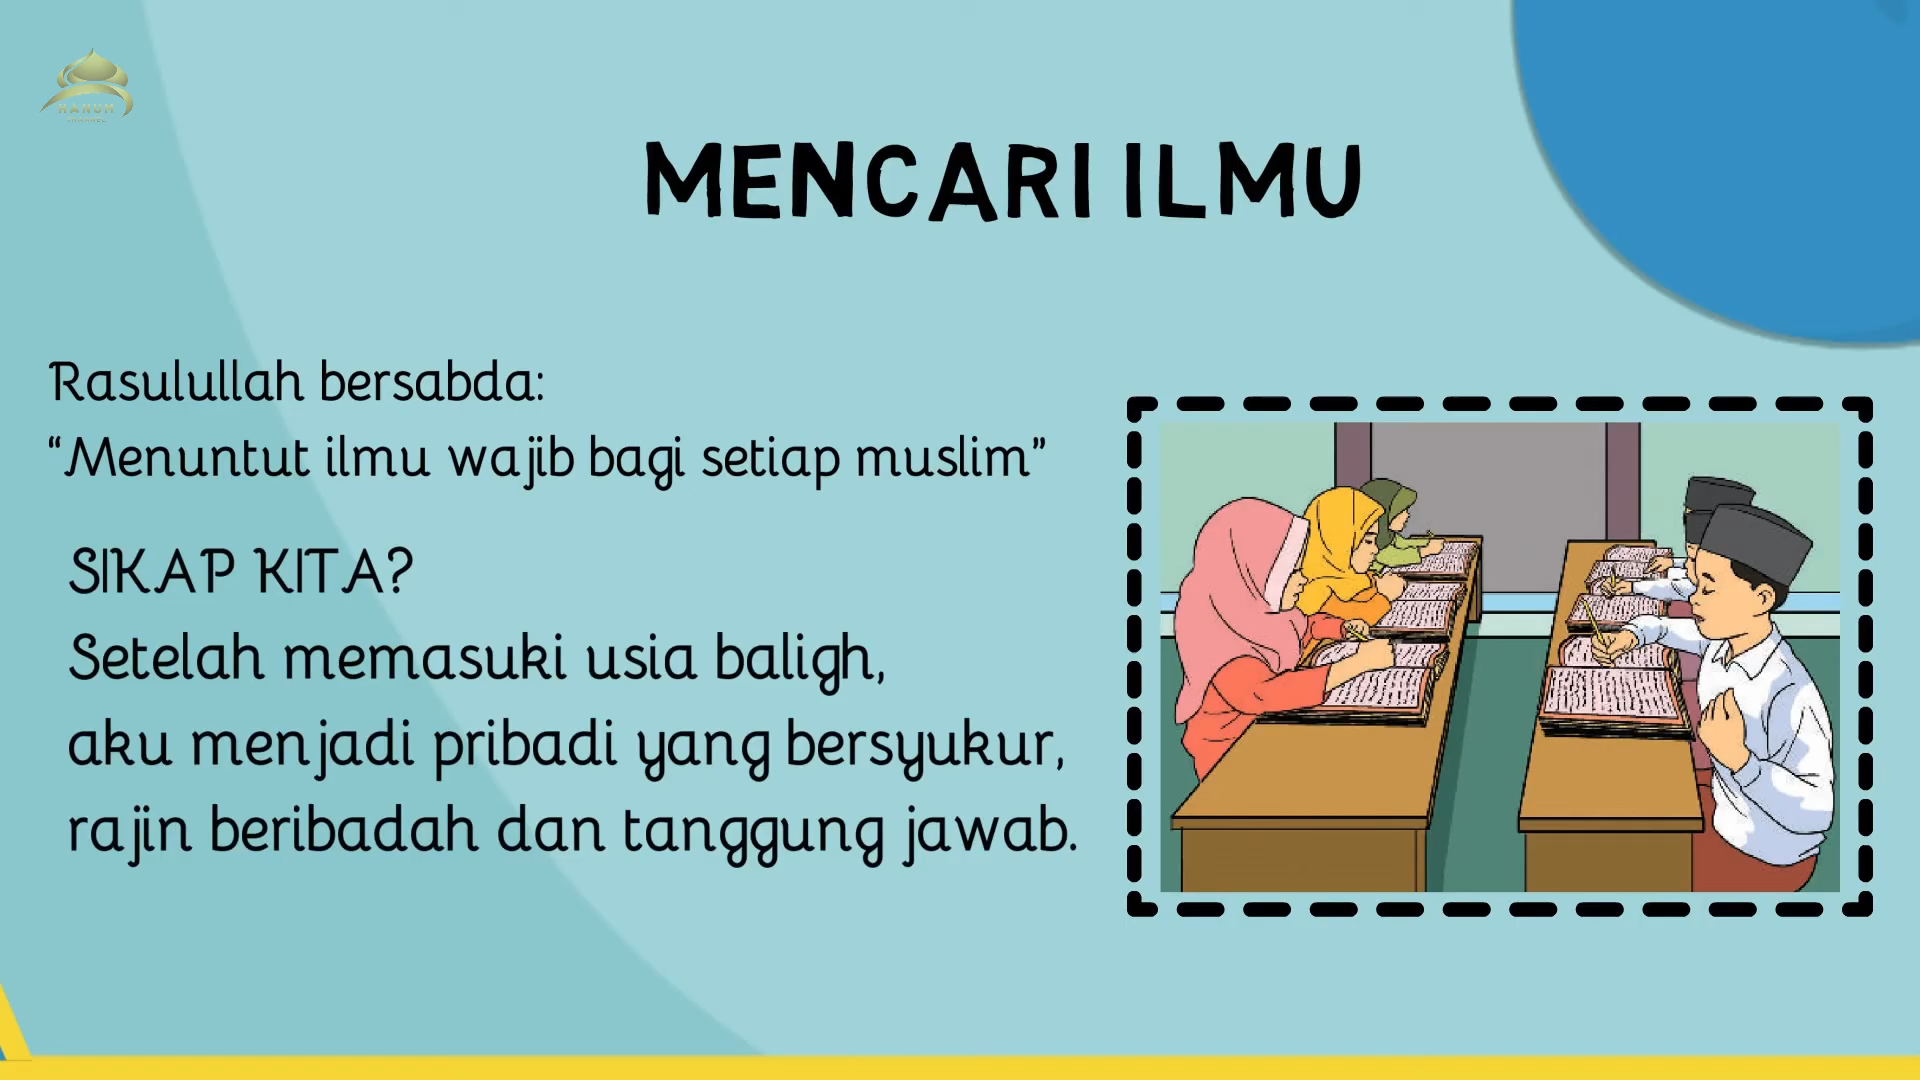 HANUM
MENCARI ILMU
Rasulullah bersabda:
“Menuntut ilmu wajib bagi setiap muslim”
SIKAP KITA?
Setelah memasuki usia baligh,
aku menjadi pribadi yang bersyukur,
rajin beribadah dan tanggung jawab.